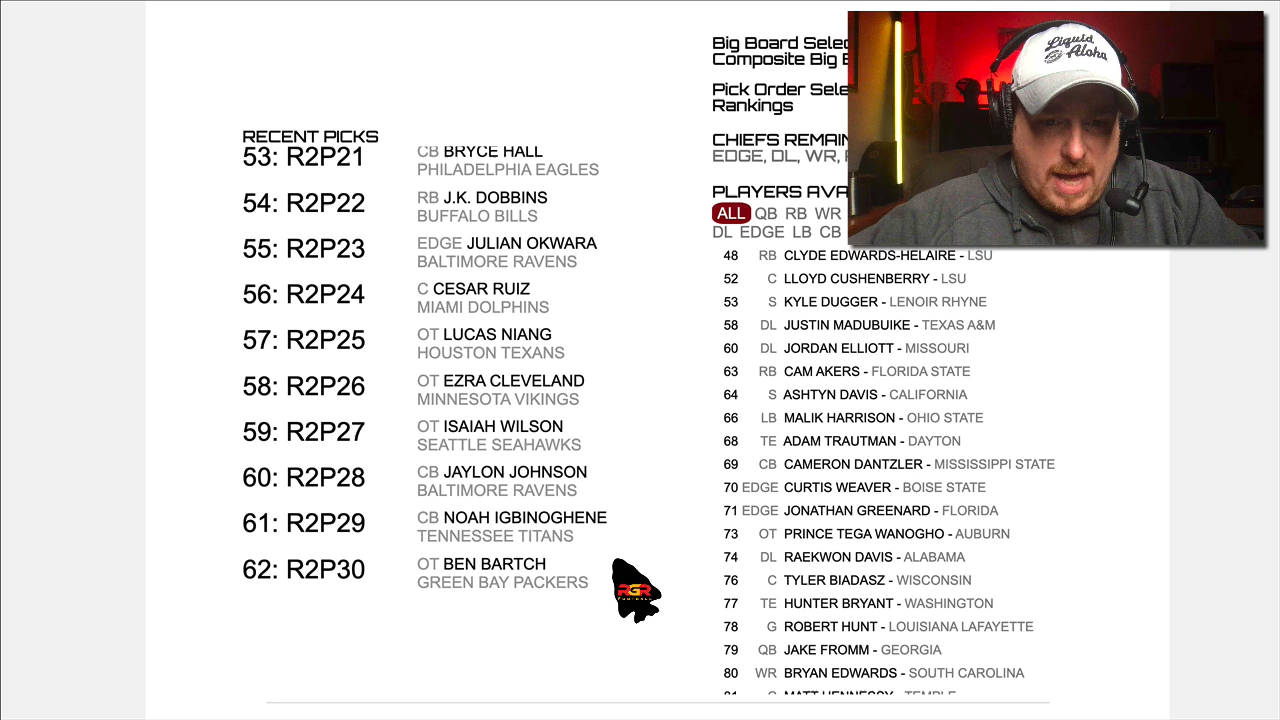 RECENT PICKS
53: R2P21
CB BRYCE HALL
PHILADELPHIA EAGLES
54: R2P22
RB J.K. DOBBINS
BUFFALO BILLS
55: R2P23
EDGE JULIAN OKWARA
BALTIMORE RAVENS
56: R2P24
C CESAR RUIZ
MIAMI DOLPHINS
57: R2P25
OT LUCAS NIANG
HOUSTON TEXANS
58: R2P26
OT EZRA CLEVELAND
MINNESOTA VIKINGS
59: R2P27
OT ISAIAH WILSON
SEATTLE SEAHAWKS
60: R2P28
CB JAYLON JOHNSON
BALTIMORE RAVENS
61: R2P29
CB NOAH IGBINOGHENE
TENNESSEE TITANS
62: R2P30
OT BEN BARTCH
GREEN BAY PACKERS
RGR
FOOTBALL
Big Board Selec
Composite Big
Pick Order Sele
Rankings
CHIEFS REMAIN
EDGE, DL, WR,
PLAYERS AVA
ALL QB RB WR
DL EDGE LB CB
48 RB CLYDE EDWARDS-HELAIRE - LSU
52 C LLOYD CUSHENBERRY - LSU
53 S KYLE DUGGER - LENOIR RHYNE
58 DL JUSTIN MADUBUIKE - TEXAS A&M
60 DL JORDAN ELLIOTT - MISSOURI
63 RB CAM AKERS - FLORIDA STATE
64 S ASHTYN DAVIS - CALIFORNIA
66 LB MALIK HARRISON - OHIO STATE
68 TE ADAM TRAUTMAN - DAYTON
69 CB CAMERON DANTZLER - MISSISSIPPI STATE
70 EDGE CURTIS WEAVER - BOISE STATE
71 EDGE JONATHAN GREENARD - FLORIDA
73 OT PRINCE TEGA WANOGHO - AUBURN
74 DL RAEKWON DAVIS - ALABAMA
76 C TYLER BIADASZ - WISCONSIN
77 TE HUNTER BRYANT - WASHINGTON
78 G ROBERT HUNT - LOUISIANA LAFAYETTE
79 QB JAKE FROMM - GEORGIA
80 WR BRYAN EDWARDS - SOUTH CAROLINA
81 C MATT HENNESSY - TEMPLE
Liquid
Aloha